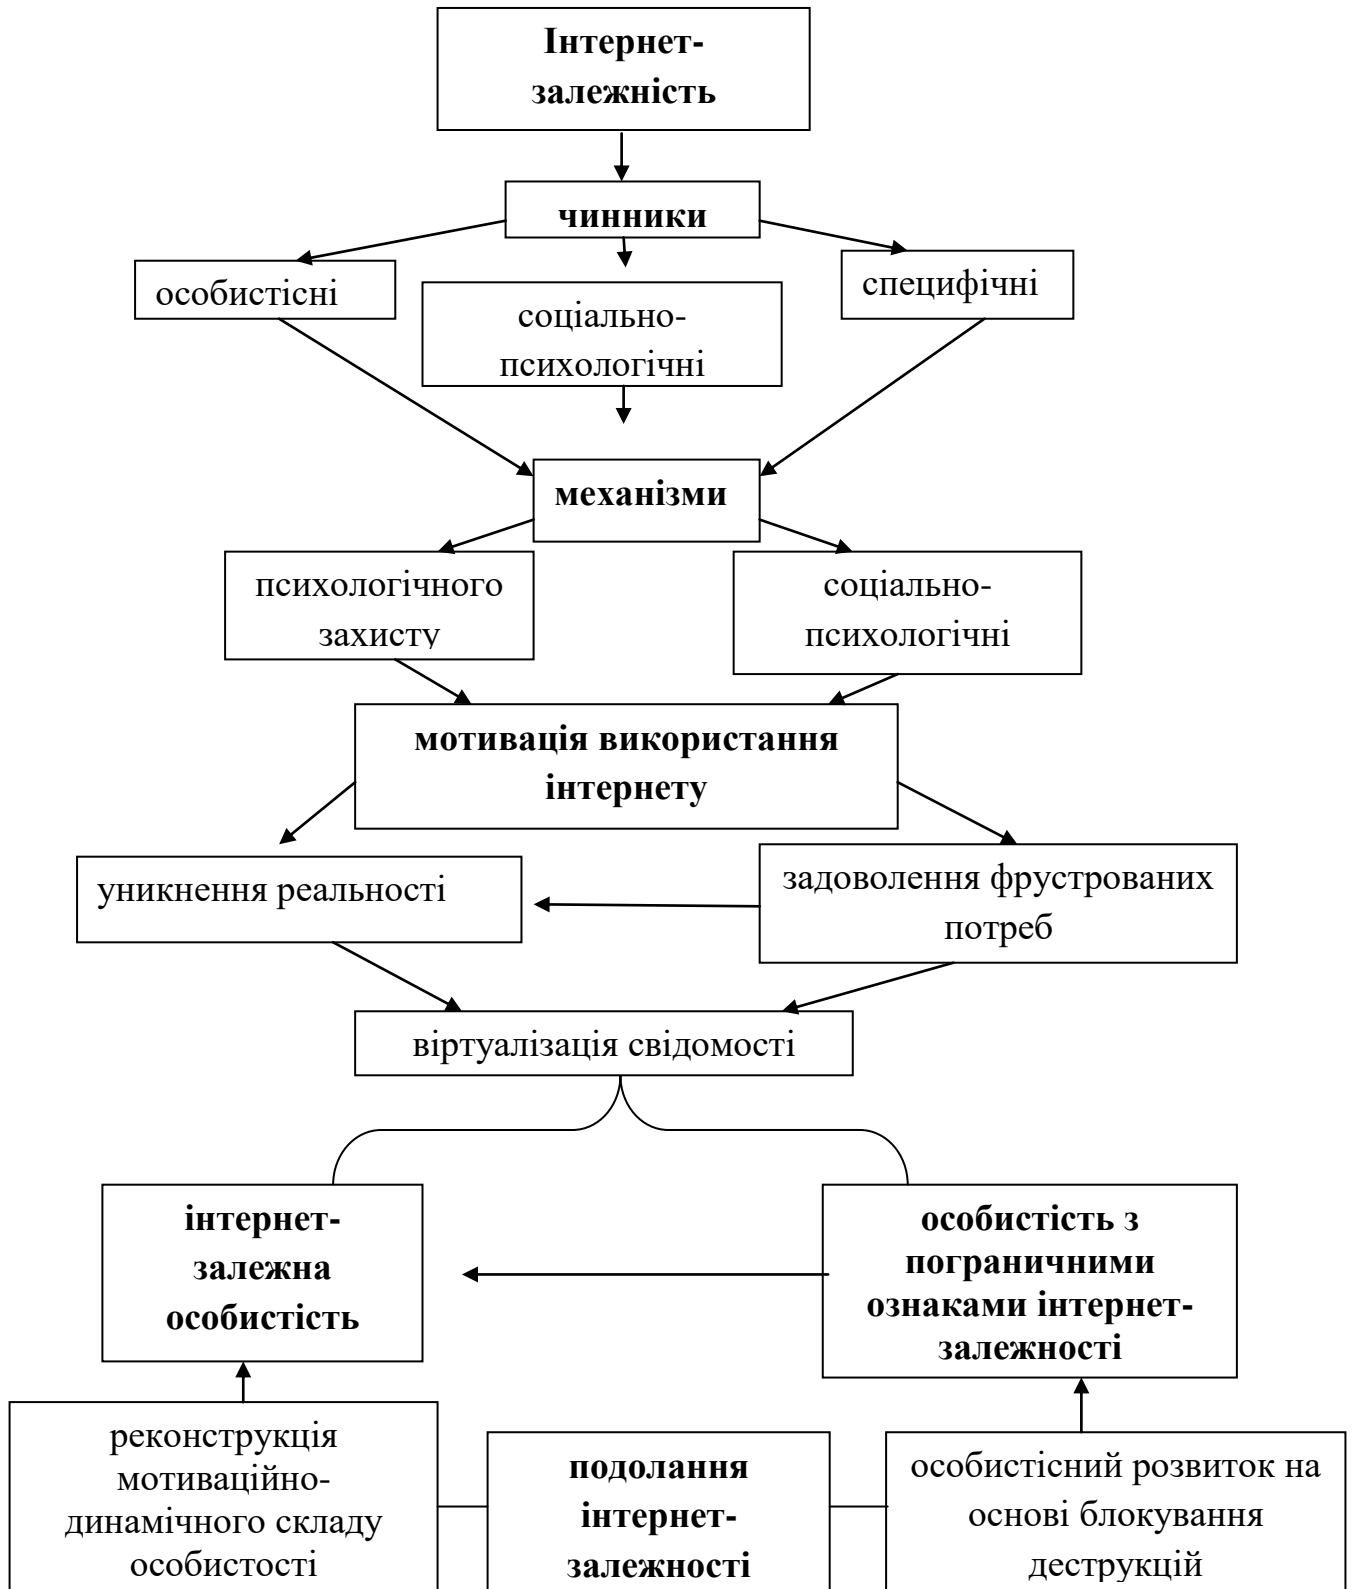 Інтернет-
залежність
чинники
особистісні
соціально-
психологічні
специфічні
механізми
психологічного
захисту
соціально-
психологічні
мотивація використання
інтернету
уникнення реальності
задоволення фрустрованих
потреб
віртуалізація свідомості
інтернет-
залежна
особистість
особистість з
пограничними
ознаками інтернет-
залежності
реконструкція
мотиваційно-
динамічного складу
особистості
подолання
інтернет-
залежності
особистісний розвиток на
основі блокування
деструкцій